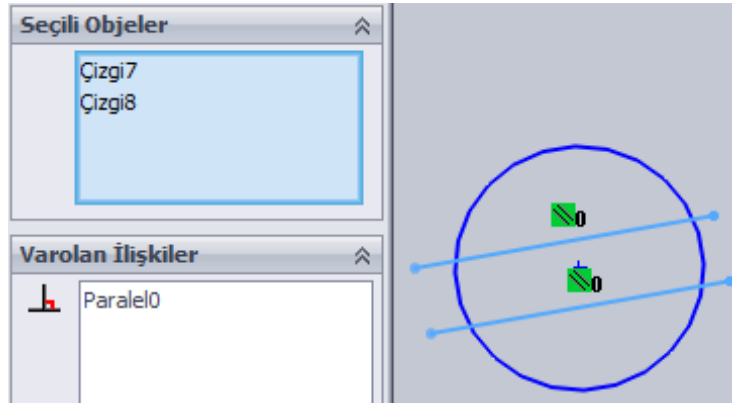 Seçili Objeler
Çizgi7
Çizgi8
Varolan İlişkiler
Paralel0
0
0